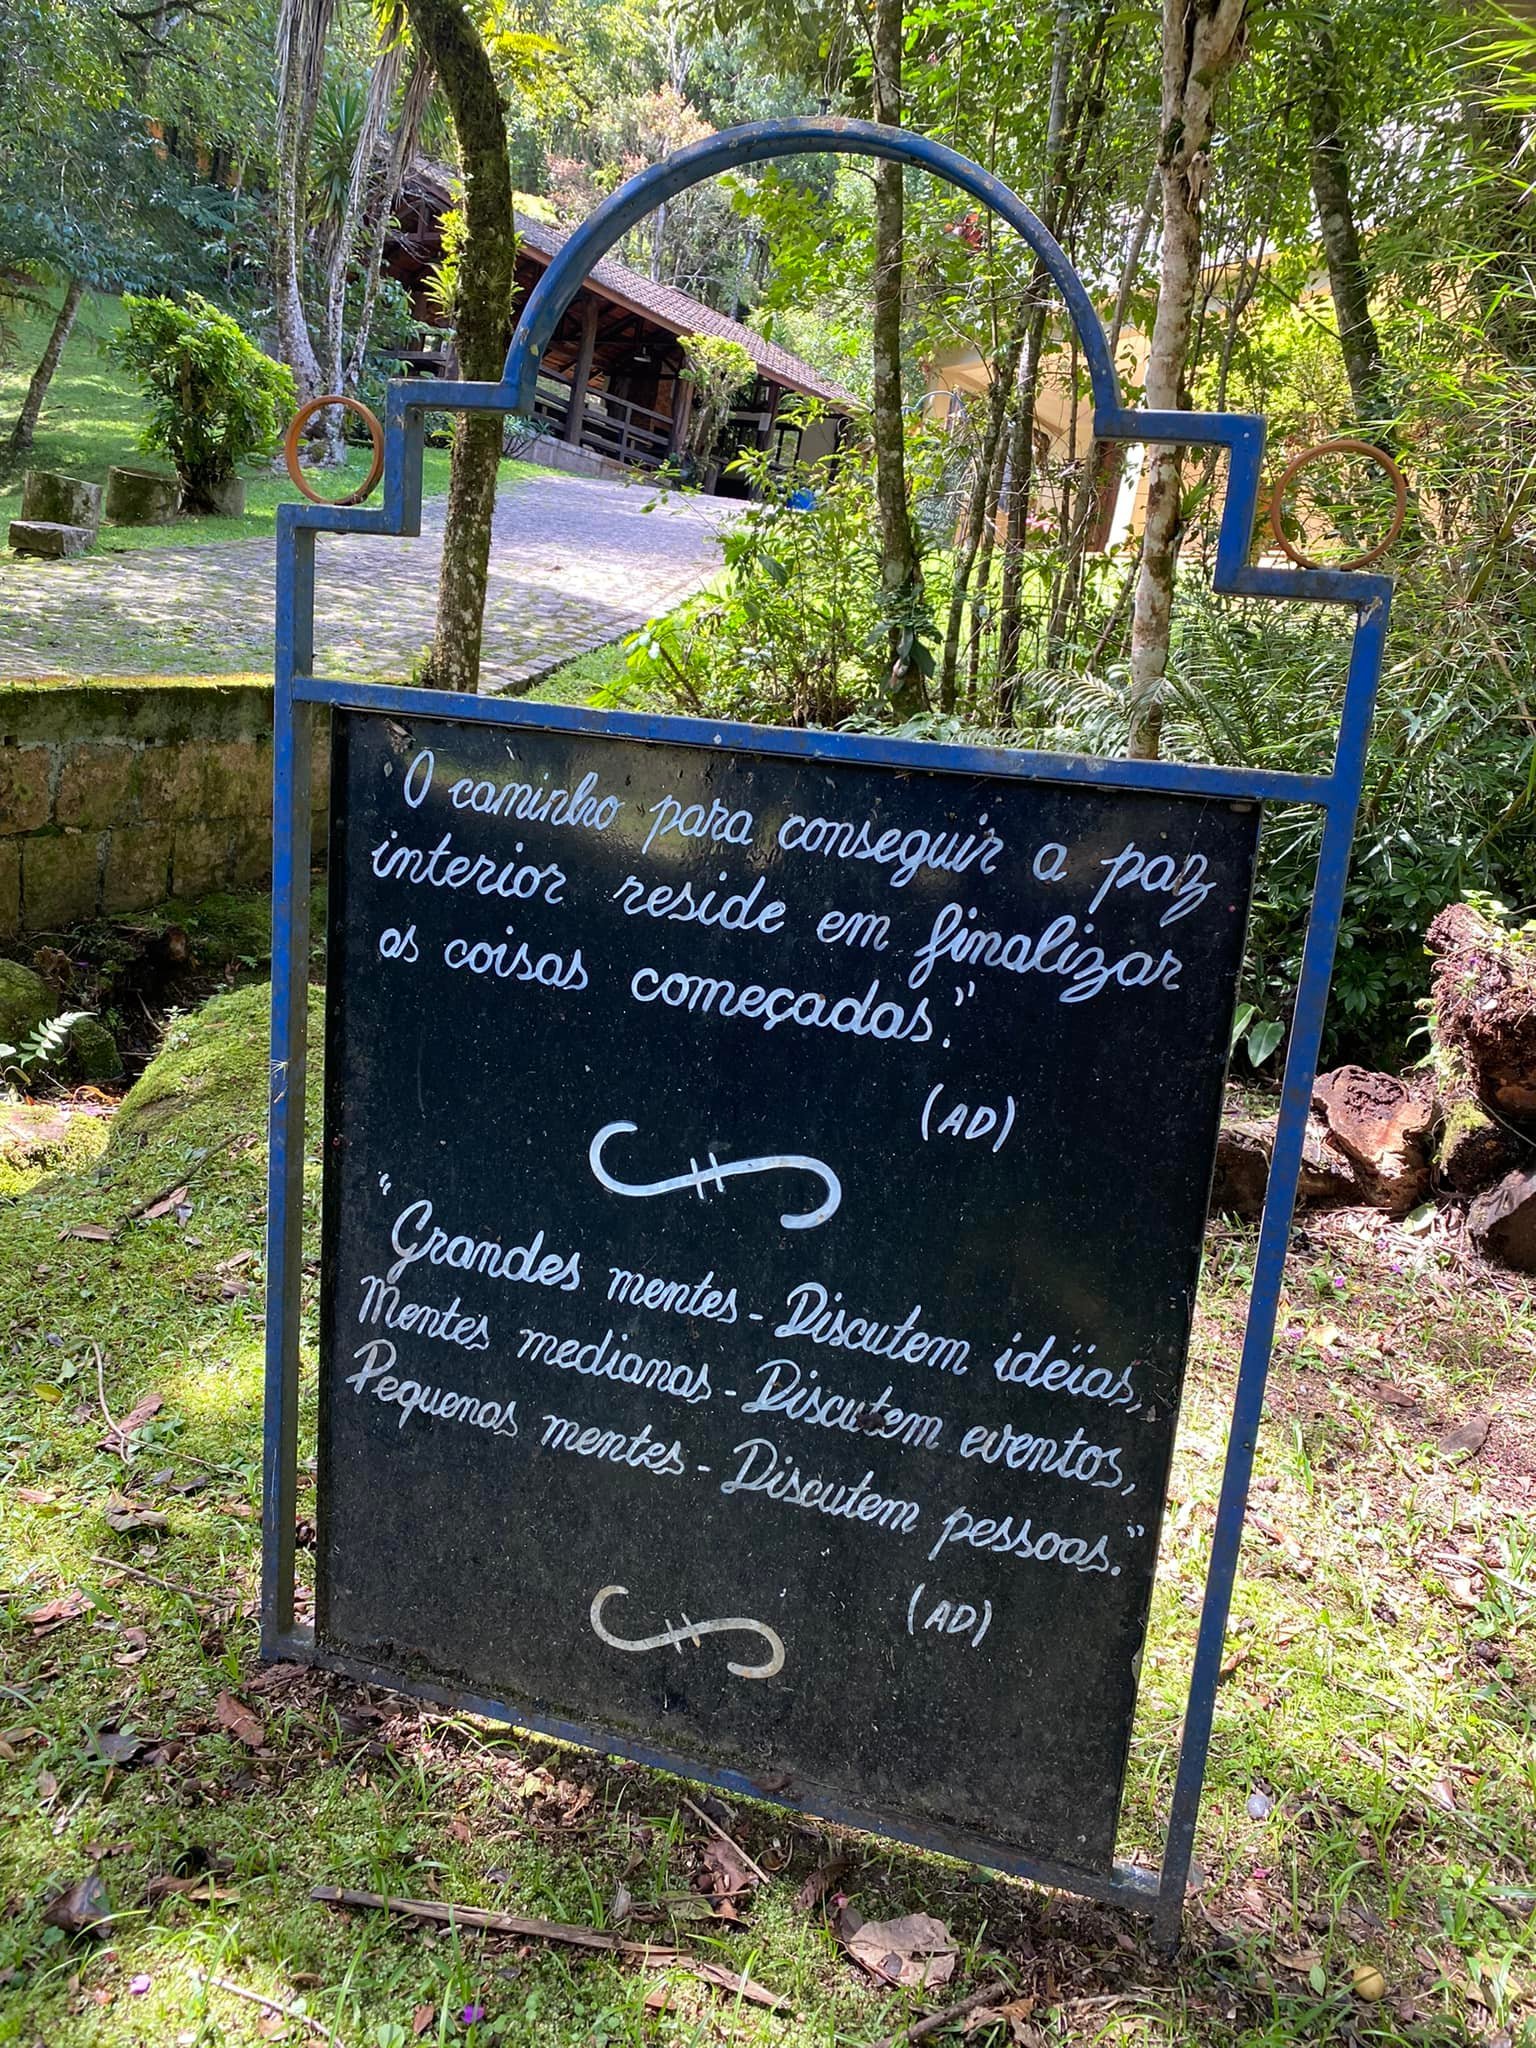 O caminho para conseguir a paz
interior reside em finalizar
as coisas começadas."
(AD)
"Grandes mentes - Discutem idéias,
Mentes medianas - Discutem eventos,
Pequenas mentes - Discutem pessoas."
(AD)